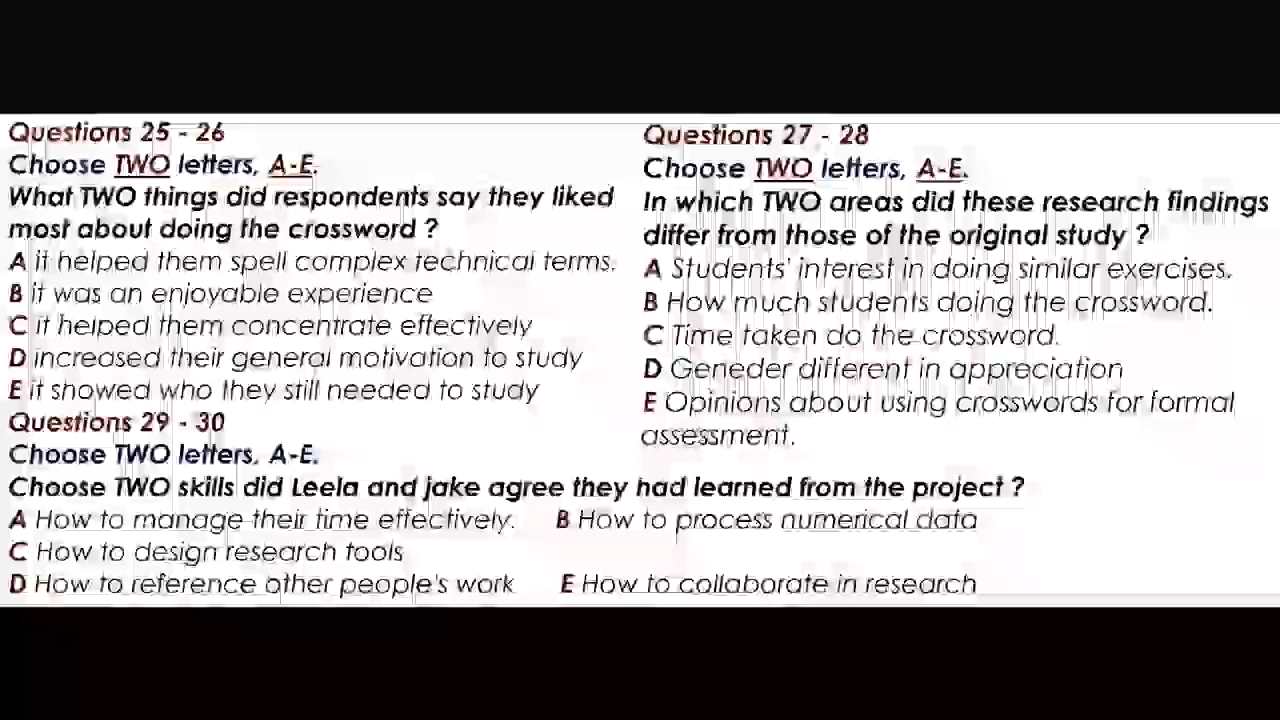 Questions 25 - 26
Choose TWO letters, A-E.
What TWO things did respondents say they liked
most about doing the crossword ?
A it helped them spell complex technical terms.
B it was an enjoyable experience
C it helped them concentrate effectively
D increased their general motivation to study
E it showed who they still needed to study
Questions 27 - 28
Choose TWO letters, A-E.
In which TWO areas did these research findings
differ from those of the original study ?
A Students' interest in doing similar exercises.
B How much students doing the crossword.
C Time taken do the crossword.
D Geneder different in appreciation
E Opinions about using crosswords for formal
assessment.
Questions 29 - 30
Choose TWO letters, A-E.
Choose TWO skills did Leela and jake agree they had learned from the project ?
A How to manage their time effectively. B How to process numerical data
C How to design research tools
D How to reference other people's work E How to collaborate in research